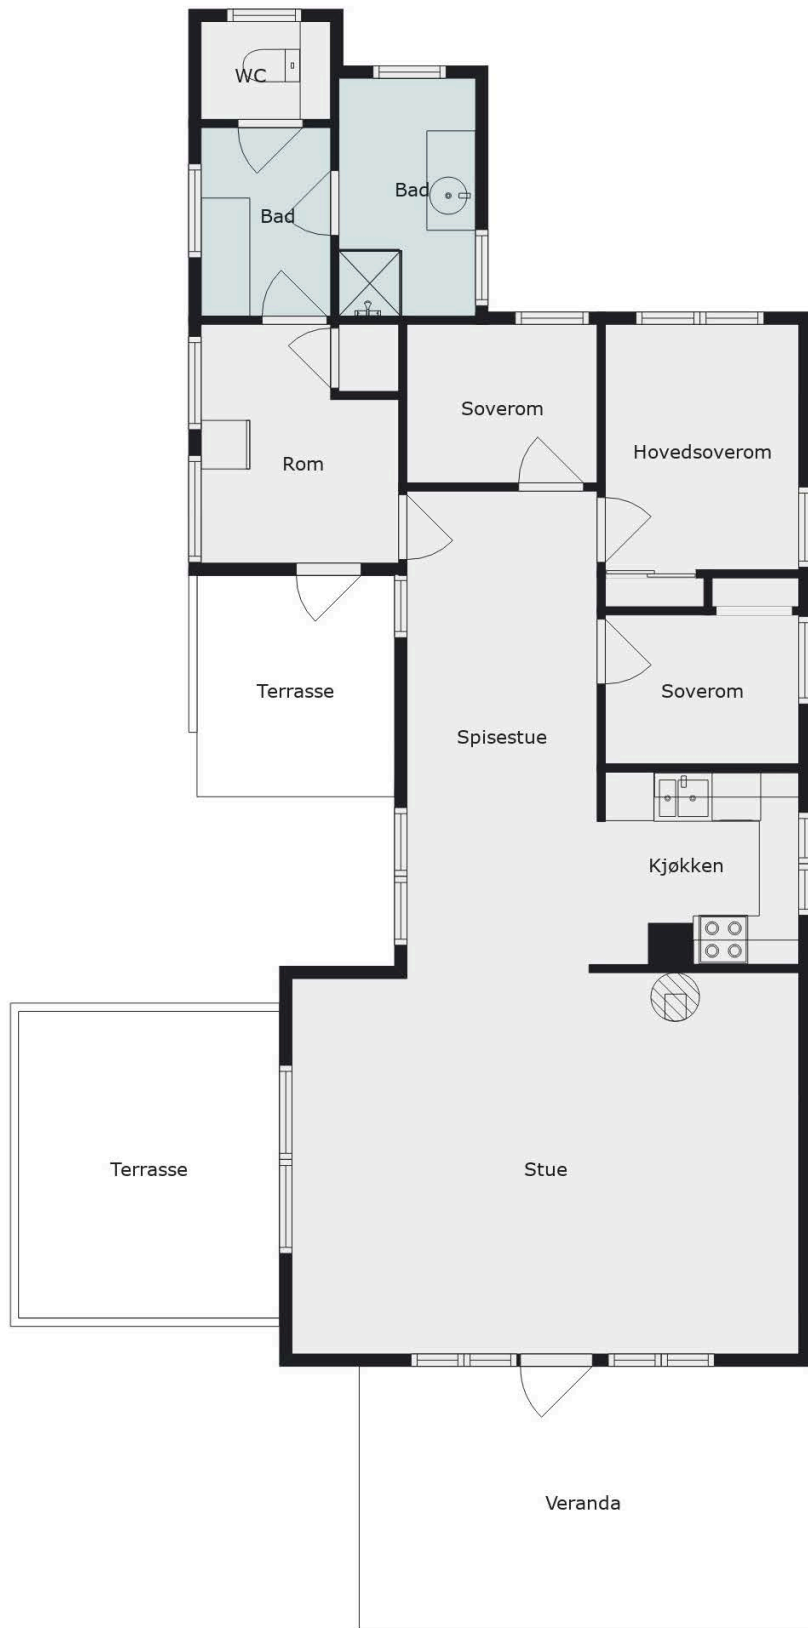 WC
Bad
Bad
Soverom
Hovedsoverom
Rom
Terrasse
Soverom
Spisestue
Kjøkken
Terrasse
Stue
Veranda